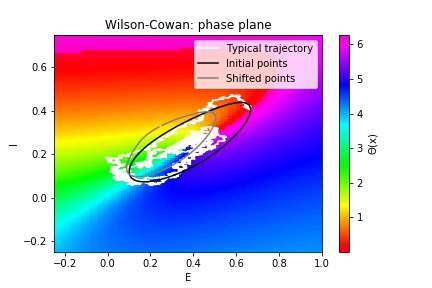 Wilson-Cowan: phase plane
Typical trajectory
Initial points
Shifted points
0.6
0.4
0.2
0.0
−0.2
I
−0.2
0.0
0.2
0.4
0.6
0.8
1.0
E
6
5
4
3
2
1
Θ(x)